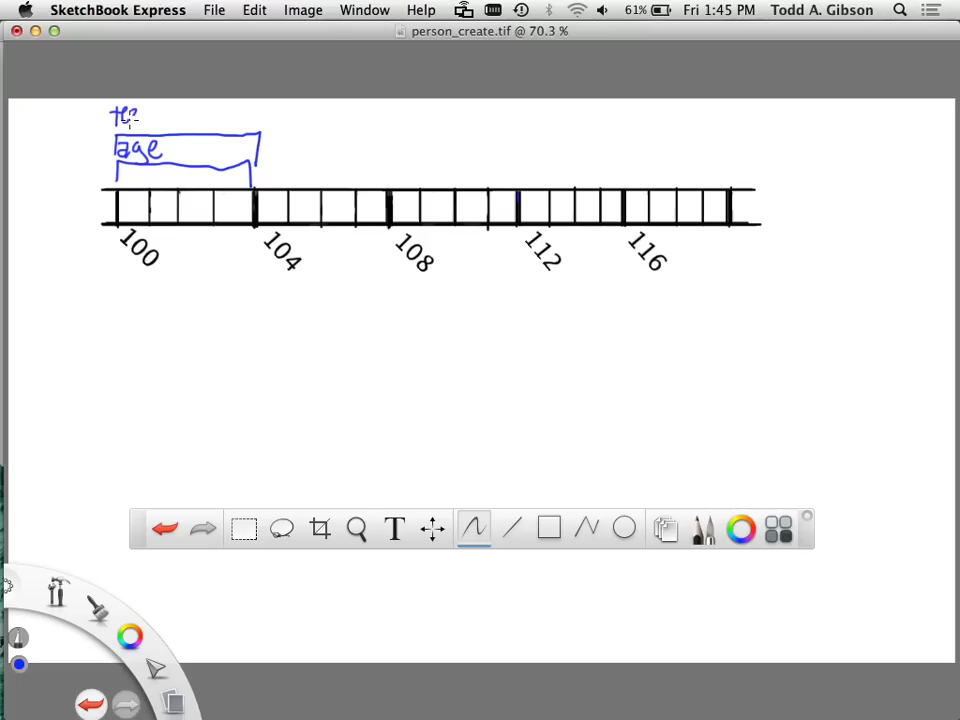 SketchBook Express File Edit Image Window Help 61% Fri 1:45 PM Todd A. Gibson
person_create.tif @ 70.3 %
age
100 104 108 112 116
T